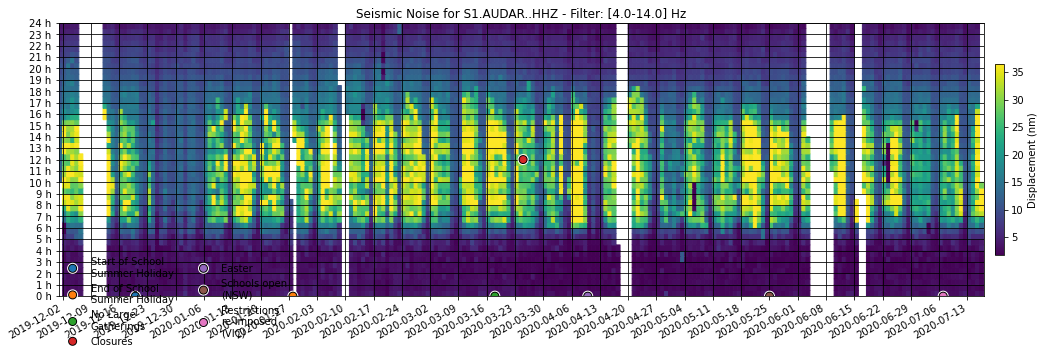 Seismic Noise for S1.AUDAR..HHZ - Filter: [4.0-14.0] Hz
24 h
23 h
22 h
21 h
20 h
19 h
18 h
17 h
16 h
15 h
14 h
13 h
12 h
11 h
10 h
9 h
8 h
7 h
6 h
5 h
4 h
3 h
2 h
1 h
0 h
35
30
25
20
15
10
5
Displacement (nm)
Start of School
Summer Holiday
End of School
Summer Holiday
No Large
Gatherings
Closures
Easter
Schools open
(NSW)
Restrictions
re-imposed
(VIC)
2019-12-02
2019-12-09
2019-12-30
2020-01-06
2020-02-03
2020-02-10
2020-02-17
2020-02-24
2020-03-02
2020-03-09
2020-03-16
2020-03-23
2020-03-30
2020-04-06
2020-04-13
2020-04-20
2020-04-27
2020-05-04
2020-05-11
2020-05-18
2020-05-25
2020-06-01
2020-06-08
2020-06-15
2020-06-22
2020-06-29
2020-07-06
2020-07-13